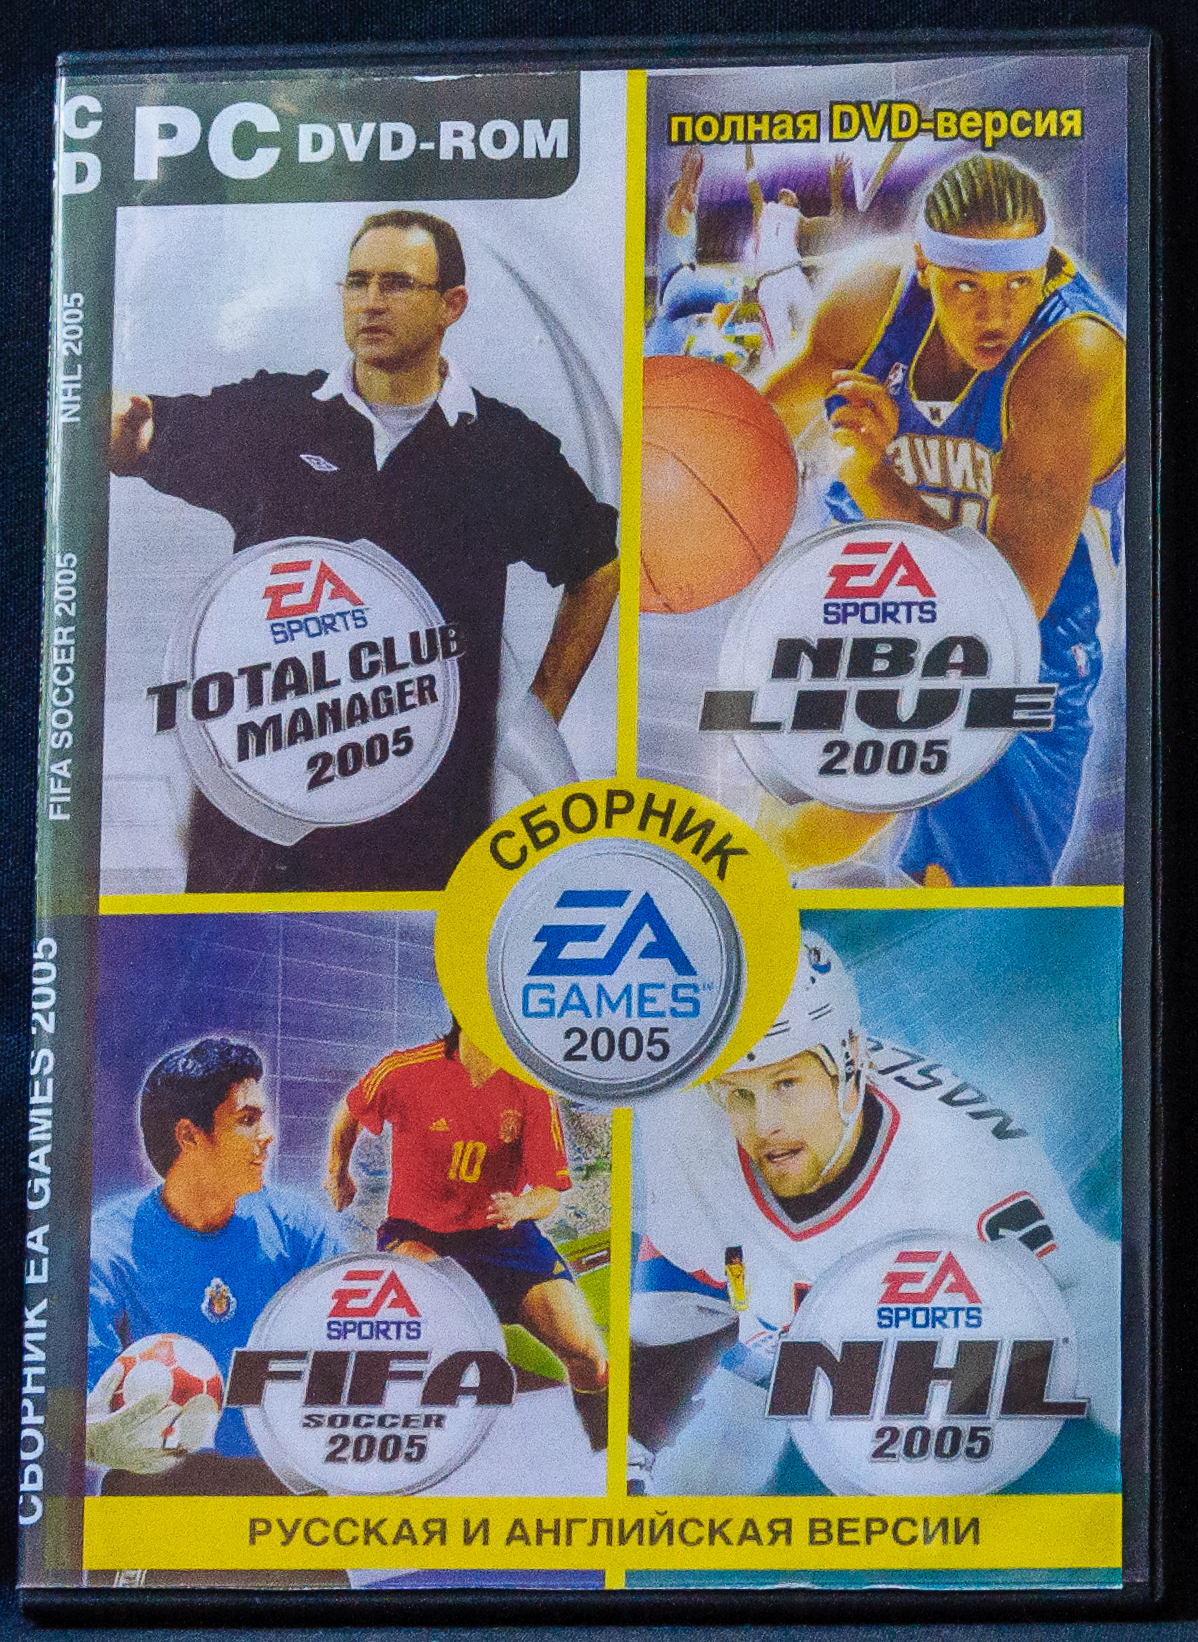 C
D
PC DVD-ROM
полная DVD-версия
NHL 2005
FIFA SOCCER 2005
СБОРНИК EA GAMES 2005
EA
SPORTS
TOTAL CLUB
MANAGER
2005
EA
SPORTS
NBA
LIVE
2005
СБОРНИК
EA
GAMES™
2005
10
EA
SPORTS
FIFA
SOCCER
2005
EA
SPORTS
NHL
2005
РУССКАЯ И АНГЛИЙСКАЯ ВЕРСИИ